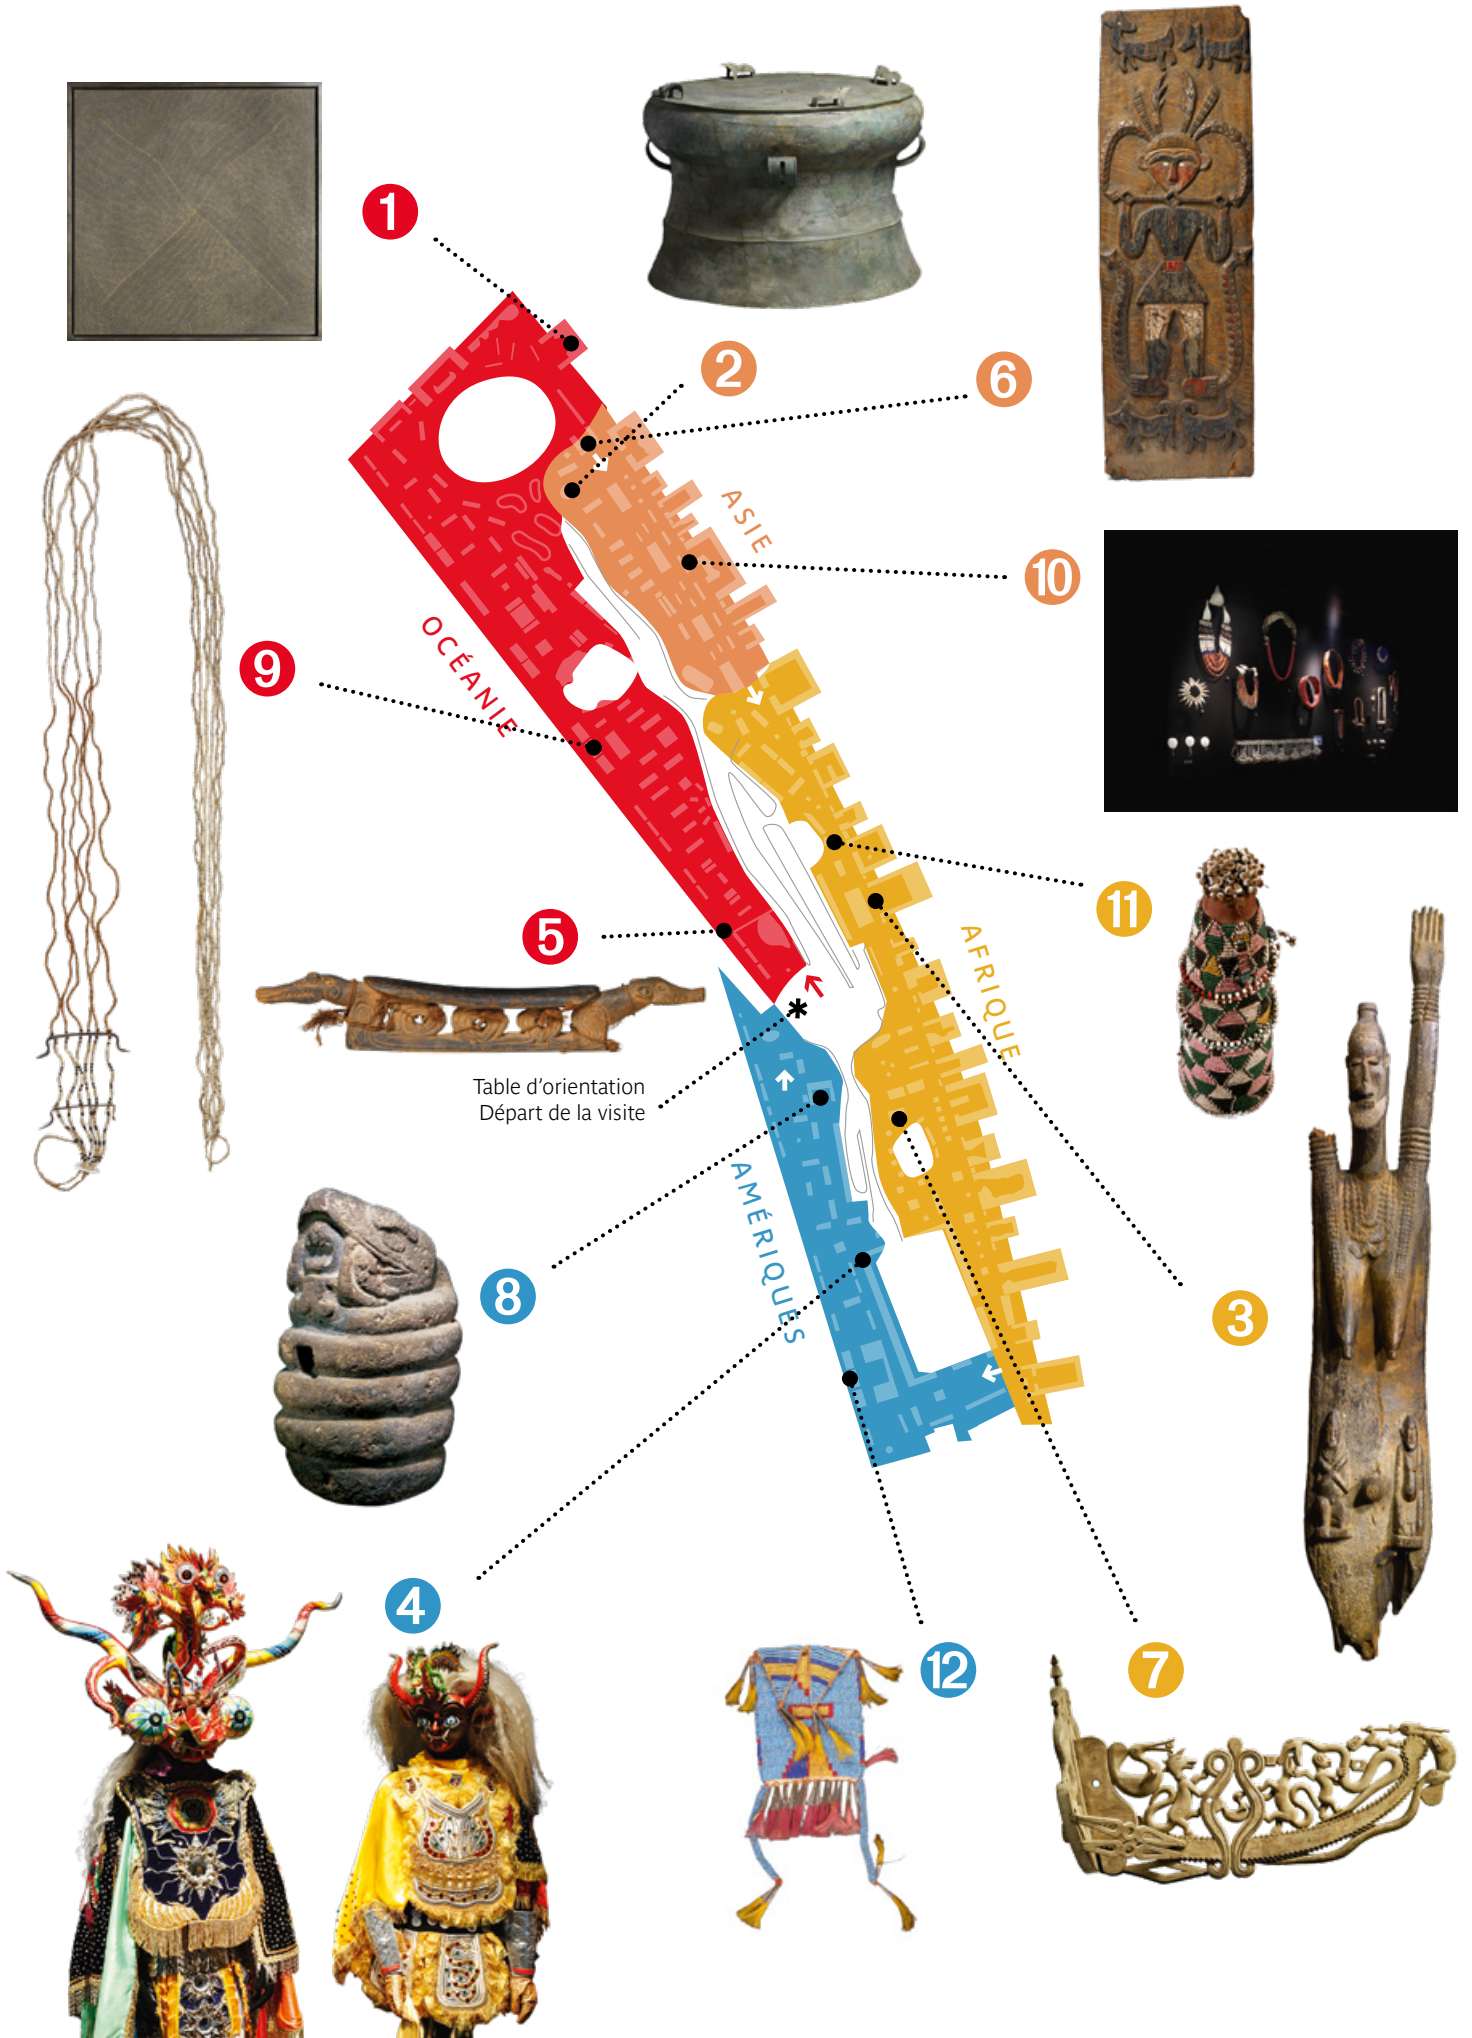 1
2
6
ASIE
10
OCÉANIE
9
11
5
AFRIQUE
Table d’orientation
Départ de la visite
*
AMÉRIQUES
8
3
4
12
7